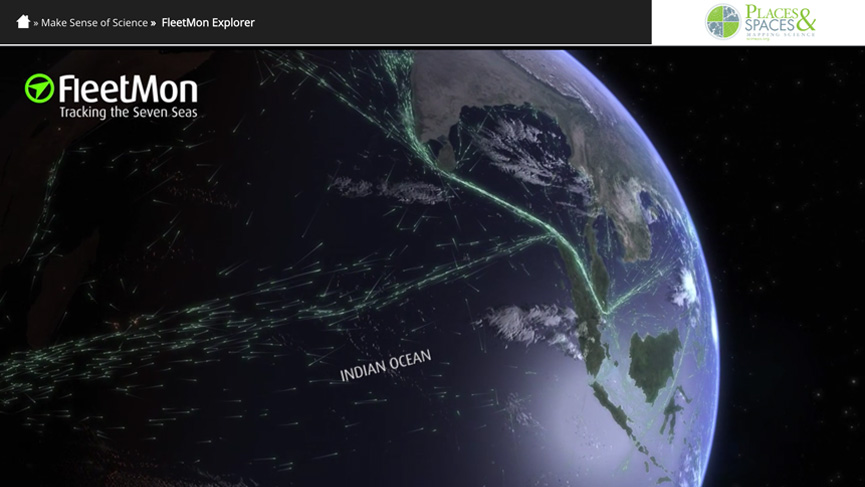 » Make Sense of Science » FleetMon Explorer
PLACES &
SPACES
MAPPING SCIENCE
FleetMon
Tracking the Seven Seas
INDIAN OCEAN